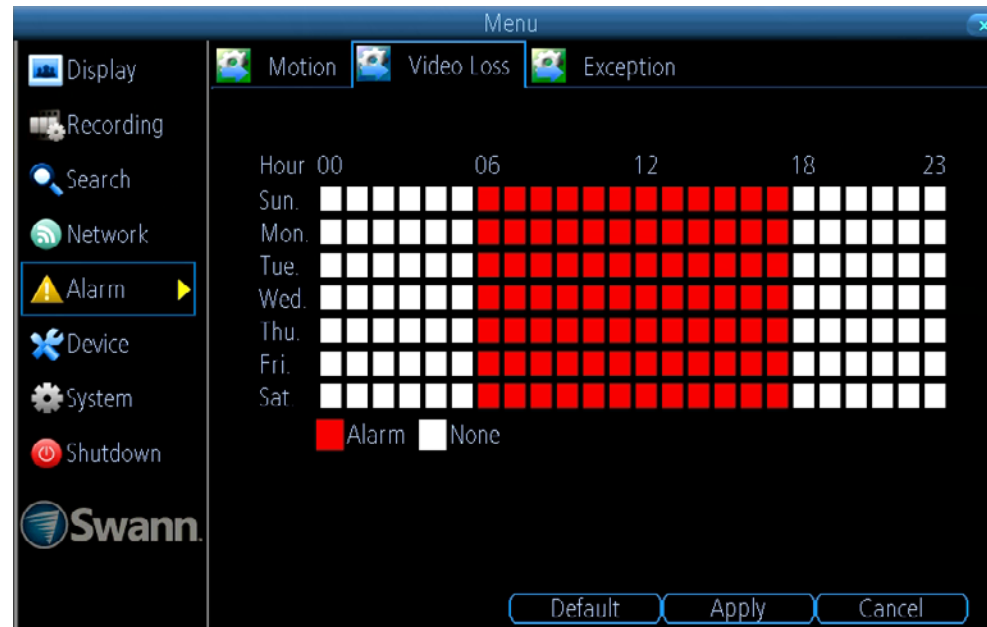 Menu
Display
Recording
Search
Network
Alarm
Device
System
Shutdown
Swann.
Motion Video Loss Exception
Hour 00 06 12 18 23
Sun.
Mon.
Tue.
Wed.
Thu.
Fri.
Sat.
Alarm None
Default Apply Cancel